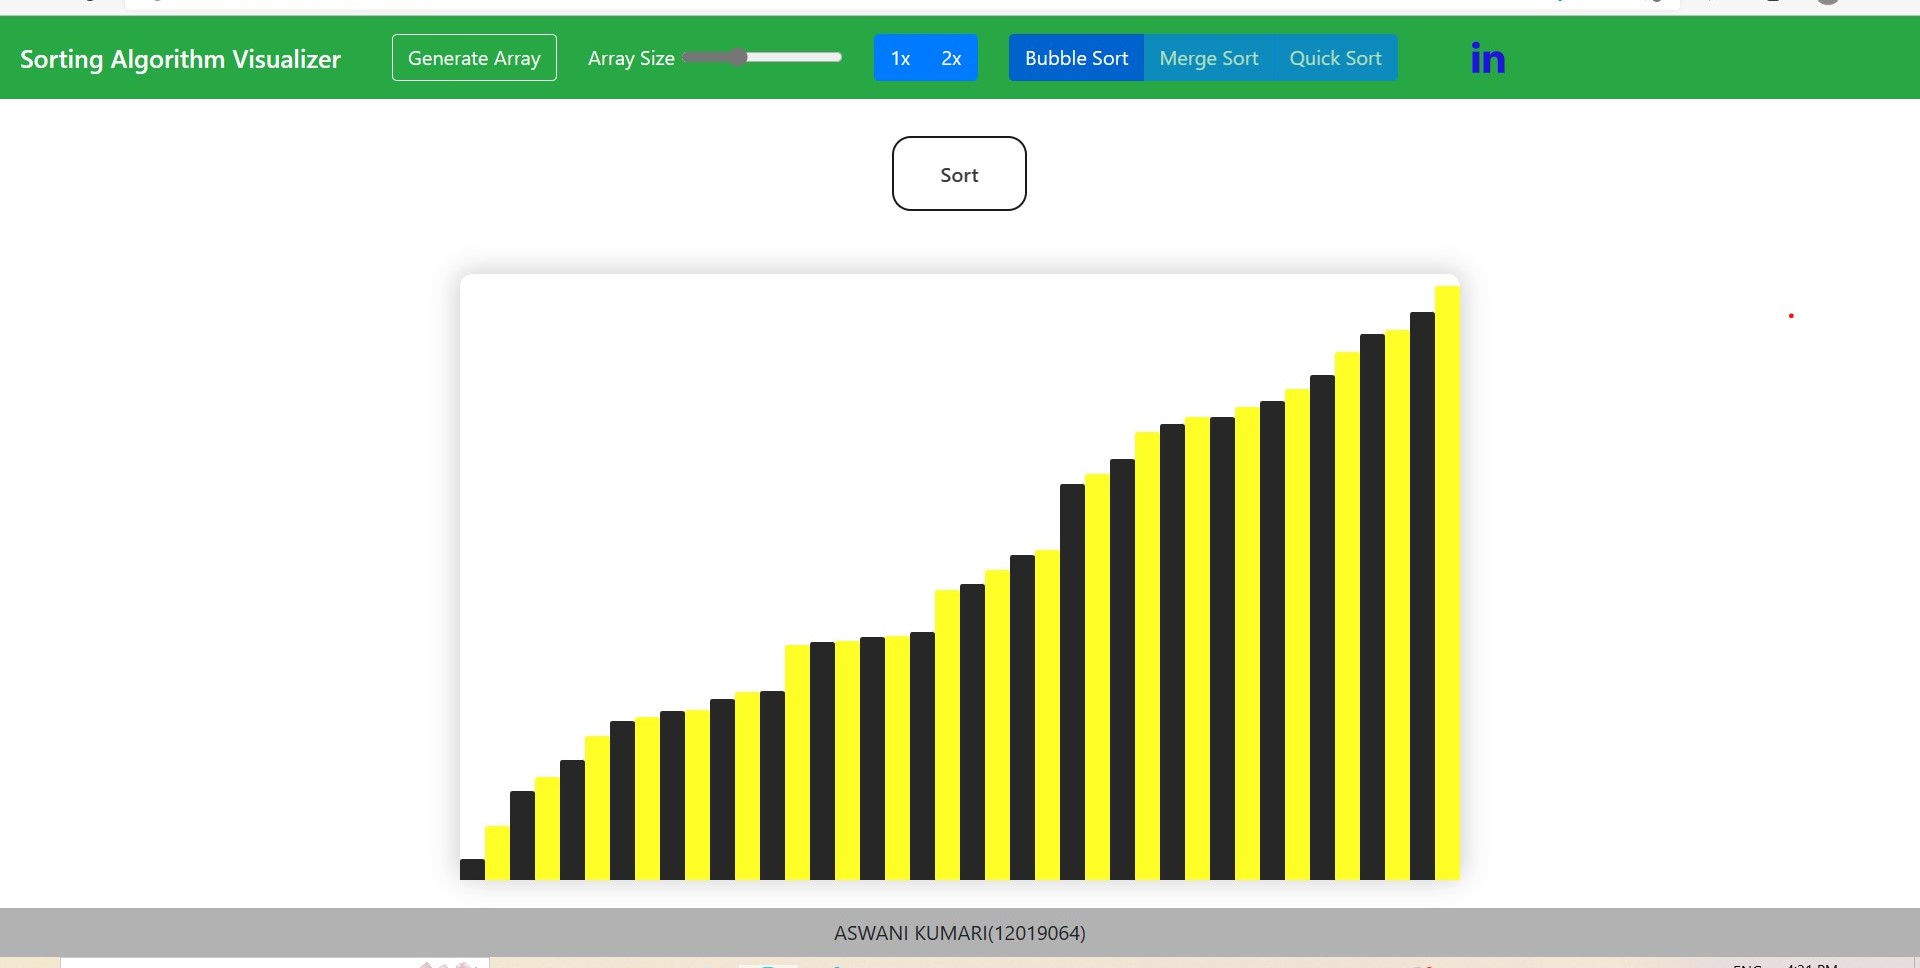 Sorting Algorithm Visualizer Generate Array Array Size 1x 2x Bubble Sort Merge Sort Quick Sort in
Sort
ASWANI KUMARI(12019064)